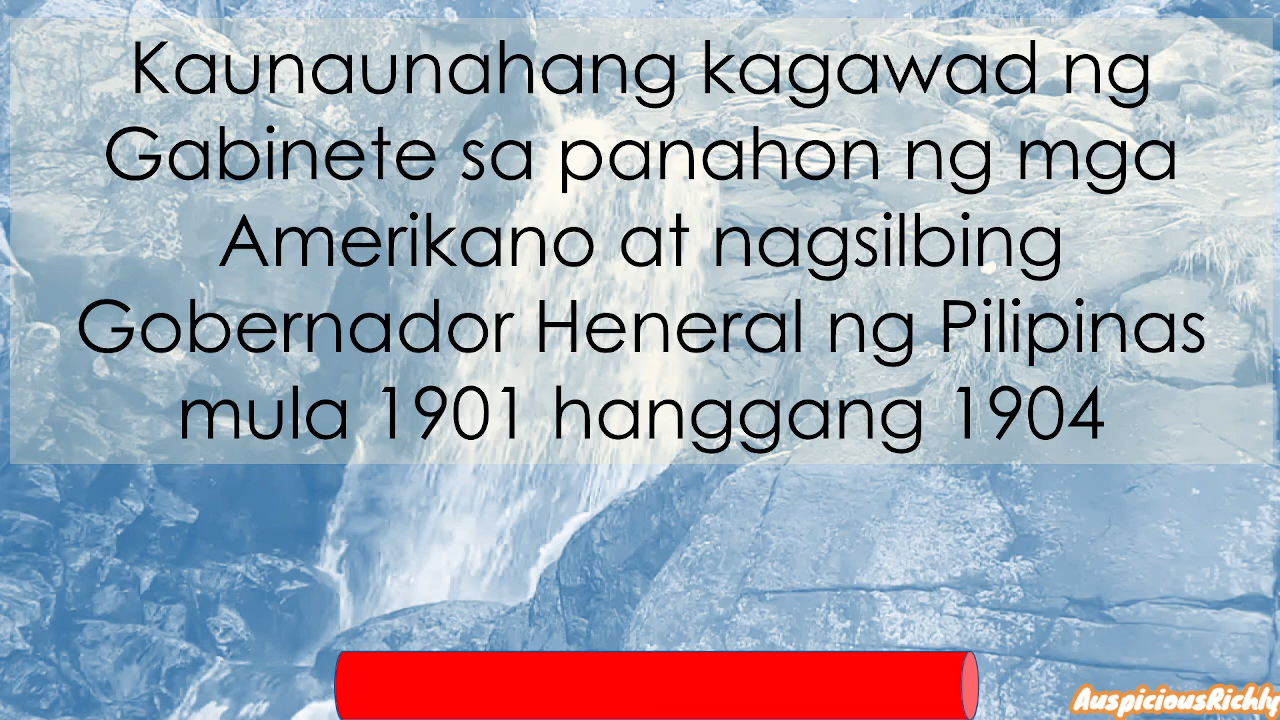 Kaunaunahang kagawad ng
Gabinete sa panahon ng mga
Amerikano at nagsilbing
Gobernador Heneral ng Pilipinas
mula 1901 hanggang 1904
AuspiciousRichly